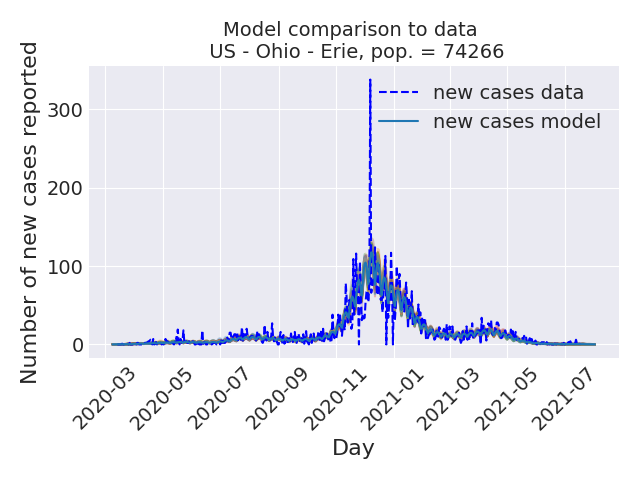 Model comparison to data
US - Ohio - Erie, pop. = 74266
Number of new cases reported
300
200
100
0
new cases data
new cases model
2020-03
2020-05
2020-07
2020-09
2020-11
2021-01
2021-03
2021-05
2021-07
Day